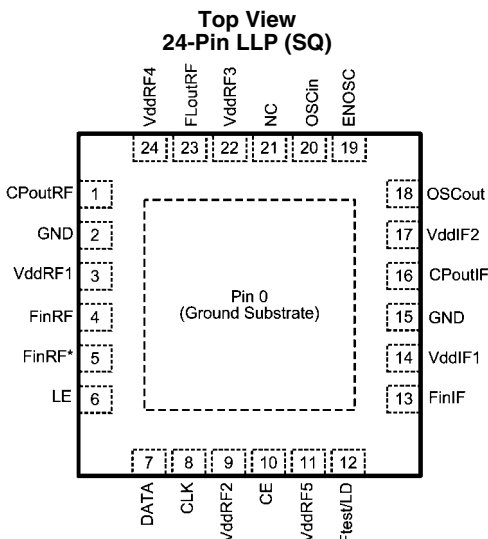 Top View
24-Pin LLP (SQ)
VddRF4
FLoutRF
VddRF3
NC
OSCin
ENOSC
24 23 22 21 20 19
CPoutRF 1
GND 2
VddRF1 3
FinRF 4
FinRF* 5
LE 6
Pin 0
(Ground Substrate)
18 OSCout
17 VddIF2
16 CPoutIF
15 GND
14 VddIF1
13 FinIF
7 8 9 10 11 12
DATA
CLK
VddRF2
CE
VddRF5
Ftest/LD